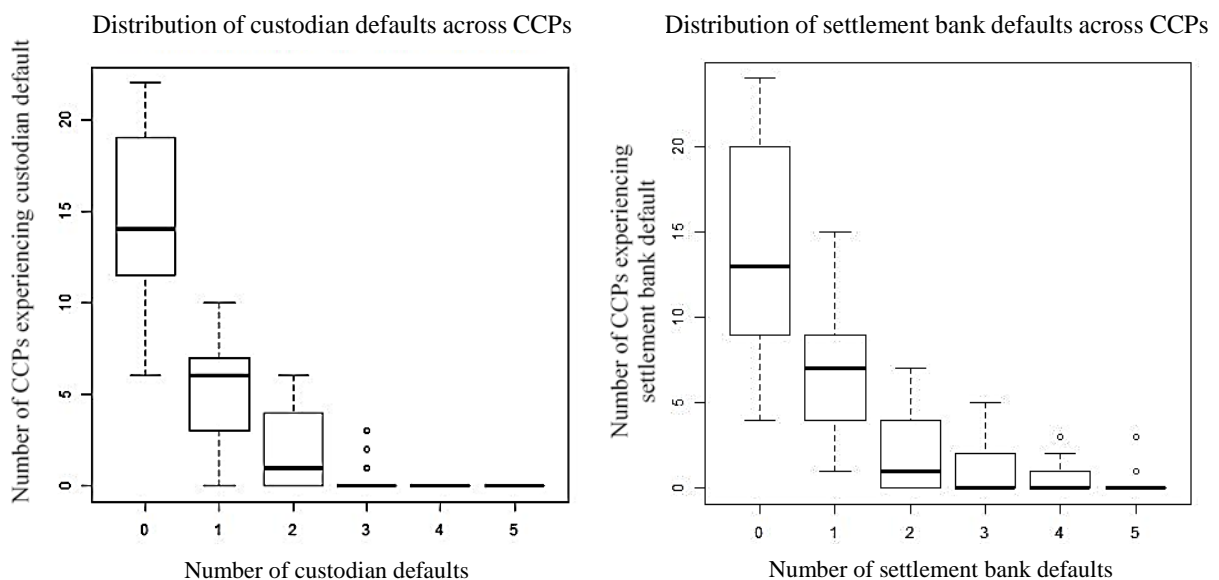 Distribution of custodian defaults across CCPs
Number of CCPs experiencing custodian default
20
15
10
5
0
0 1 2 3 4 5
Number of custodian defaults
Distribution of settlement bank defaults across CCPs
Number of CCPs experiencing
settlement bank default
20
15
10
5
0
0 1 2 3 4 5
Number of settlement bank defaults